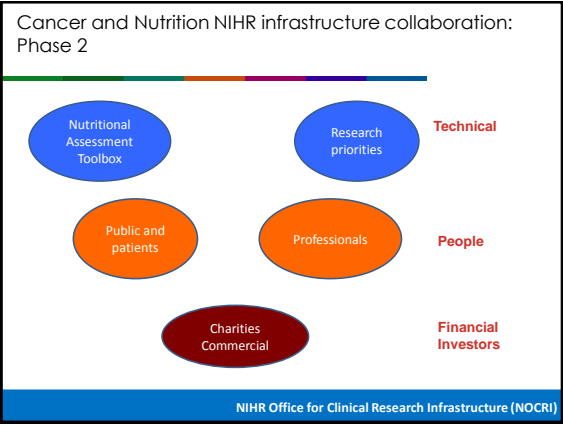 Cancer and Nutrition NIHR infrastructure collaboration:
Phase 2
Nutritional
Assessment
Toolbox
Research
priorities
Technical
Public and
patients
Professionals
People
Charities
Commercial
Financial
Investors
NIHR Office for Clinical Research Infrastructure (NOCRI)